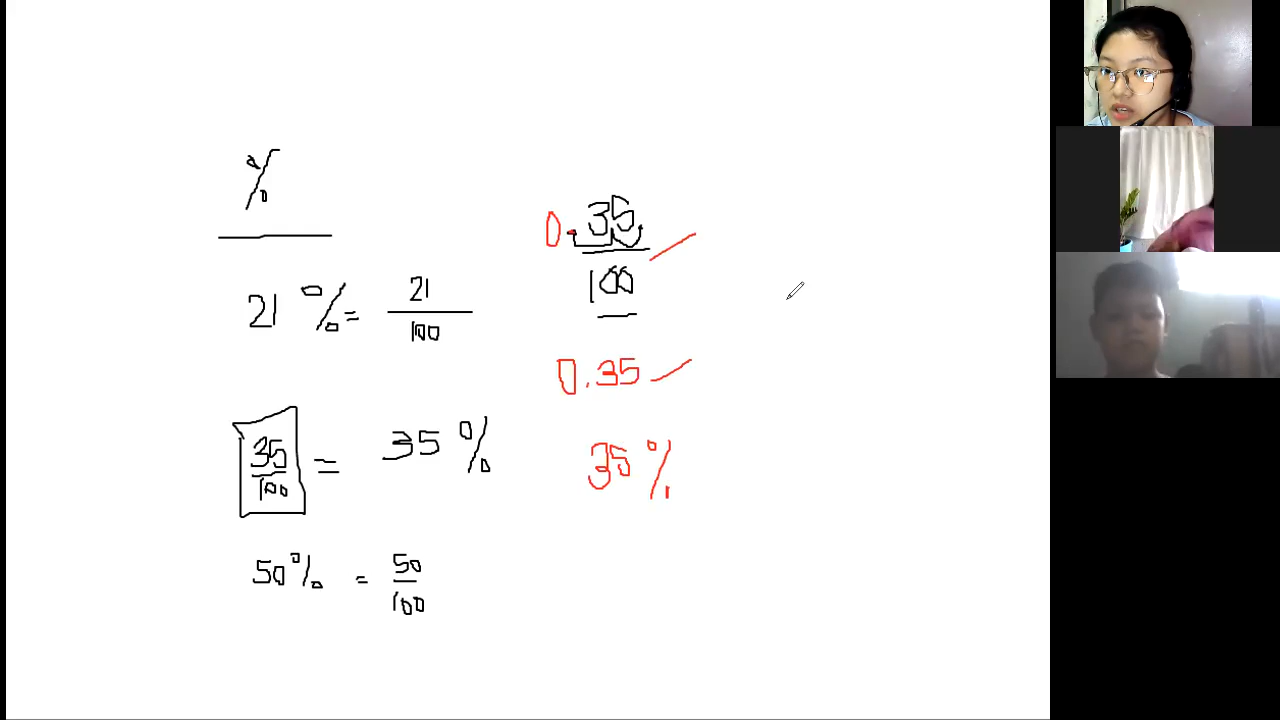 %
21 % = 21/100
35/100 = 35 %
50% = 50/100
0.35/100
0.35
35 %